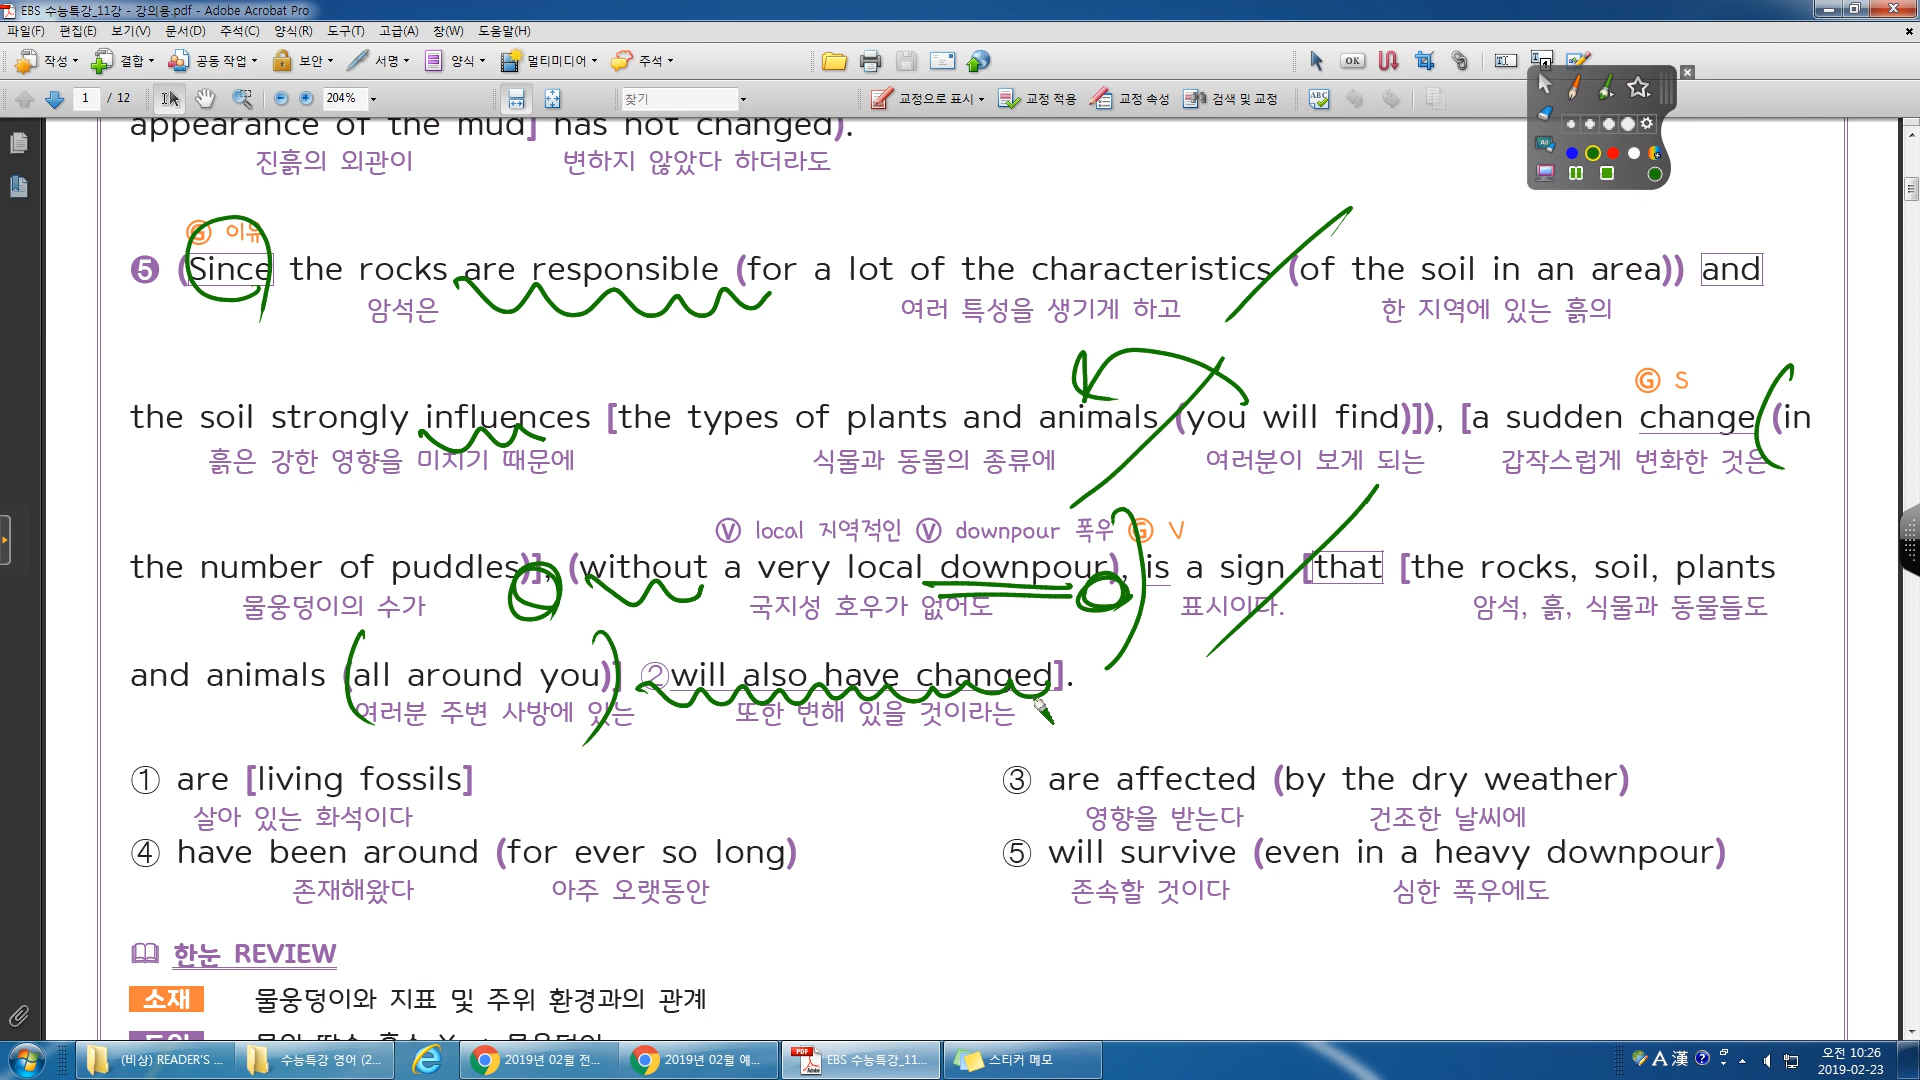 EBS 수능특강_11강 - 강의용.pdf - Adobe Acrobat Pro
파일(F) 편집(E) 보기(V) 문서(D) 주석(C) 양식(R) 도구(T) 고급(A) 창(W) 도움말(H)
작성 결합 공동 작업 보안 서명 양식 멀티미디어 주석 OK
1 / 12 204% 찾기 교정으로 표시 교정 적용 교정 속성 검색 및 교정
appearance of the mud] has not changed).
진흙의 외관이 변하지 않았다 하더라도
Ⓖ 이유
❺ (Since the rocks are responsible (for a lot of the characteristics (of the soil in an area)) and
암석은 여러 특성을 생기게 하고 한 지역에 있는 흙의
Ⓖ S
the soil strongly influences [the types of plants and animals (you will find)]), [a sudden change (in
흙은 강한 영향을 미치기 때문에 식물과 동물의 종류에 여러분이 보게 되는 갑작스럽게 변화한 것은
Ⓥ local 지역적인 Ⓥ downpour 폭우 Ⓖ V
the number of puddles)], (without a very local downpour), is a sign [that [the rocks, soil, plants
물웅덩이의 수가 국지성 호우가 없어도 표시이다. 암석, 흙, 식물과 동물들도
and animals (all around you)] ②will also have changed].
여러분 주변 사방에 있는 또한 변해 있을 것이라는
① are [living fossils] ③ are affected (by the dry weather)
살아 있는 화석이다 영향을 받는다 건조한 날씨에
④ have been around (for ever so long) ⑤ will survive (even in a heavy downpour)
존재해왔다 아주 오랫동안 존속할 것이다 심한 폭우에도
한눈 REVIEW
소재 물웅덩이와 지표 및 주위 환경과의 관계
(비상) READER'S ... 수능특강 영어 (2... 2019년 02월 전... 2019년 02월 예... EBS 수능특강_11... 스티커 메모 A 漢 오전 10:26
2019-02-23